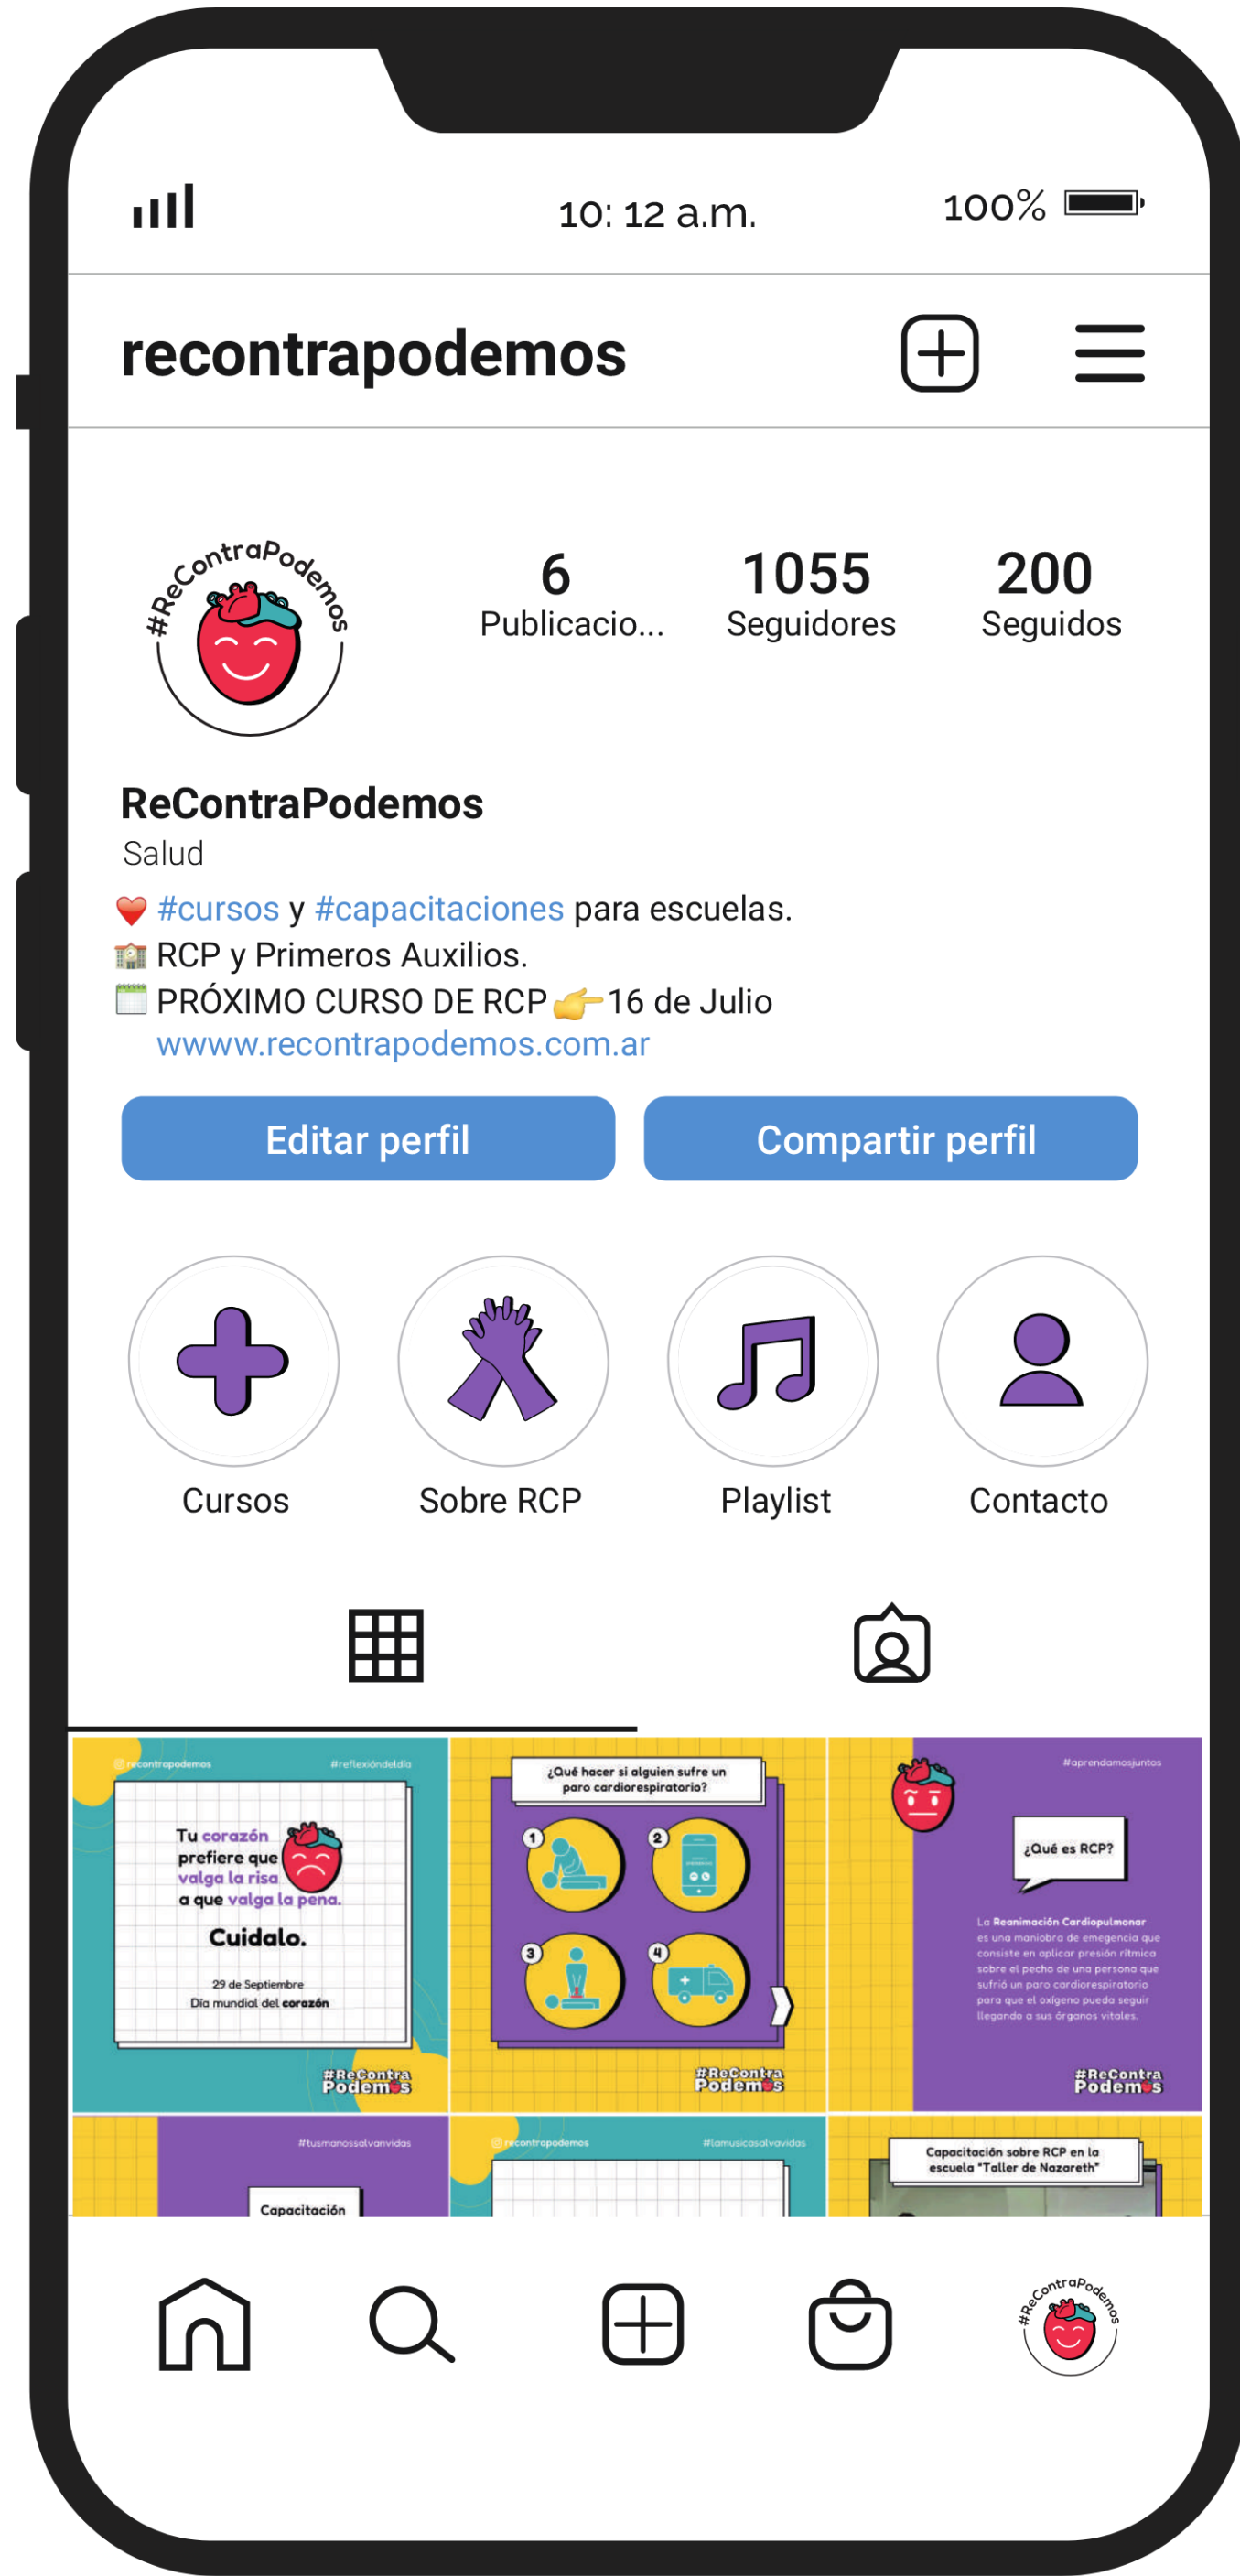 10: 12 a.m.
100%
recontrapodemos
#ReContraPodemos
6
Publicacio...
1055
Seguidores
200
Seguidos
ReContraPodemos
Salud
#cursos y #capacitaciones para escuelas.
RCP y Primeros Auxilios.
PRÓXIMO CURSO DE RCP 16 de Julio
wwww.recontrapodemos.com.ar
Editar perfil
Compartir perfil
Cursos
Sobre RCP
Playlist
Contacto
recontrapodemos
#reflexióndeldía
Tu corazón
prefiere que
valga la risa
a que valga la pena.
Cuidalo.
29 de Septiembre
Día mundial del corazón
#ReContra
Podemos
¿Qué hacer si alguien sufre un
paro cardiorespiratorio?
1
2
3
4
#ReContra
Podemos
#aprendamosjuntos
¿Qué es RCP?
La Reanimación Cardiopulmonar
es una maniobra de emegencia que
consiste en aplicar presión rítmica
sobre el pecho de una persona que
sufrió un paro cardiorespiratorio
para que el oxígeno pueda seguir
llegando a sus órganos vitales.
#ReContra
Podemos
#tusmanossalvanvidas
Capacitación
recontrapodemos
#lamusicasalvavidas
Capacitación sobre RCP en la
escuela "Taller de Nazareth"
#ReContraPodemos